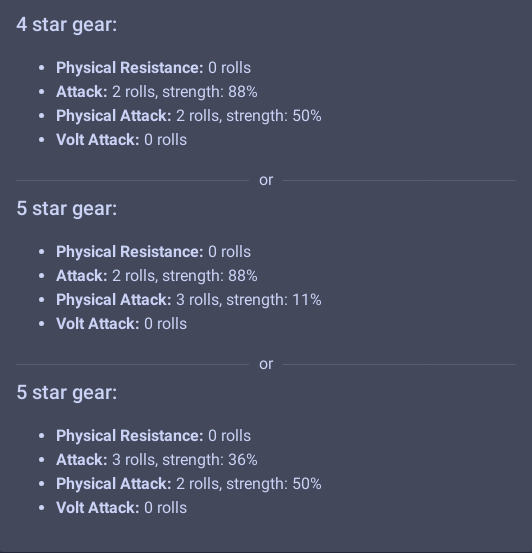 4 star gear:
• Physical Resistance: 0 rolls
• Attack: 2 rolls, strength: 88%
• Physical Attack: 2 rolls, strength: 50%
• Volt Attack: 0 rolls
or
5 star gear:
• Physical Resistance: 0 rolls
• Attack: 2 rolls, strength: 88%
• Physical Attack: 3 rolls, strength: 11%
• Volt Attack: 0 rolls
or
5 star gear:
• Physical Resistance: 0 rolls
• Attack: 3 rolls, strength: 36%
• Physical Attack: 2 rolls, strength: 50%
• Volt Attack: 0 rolls